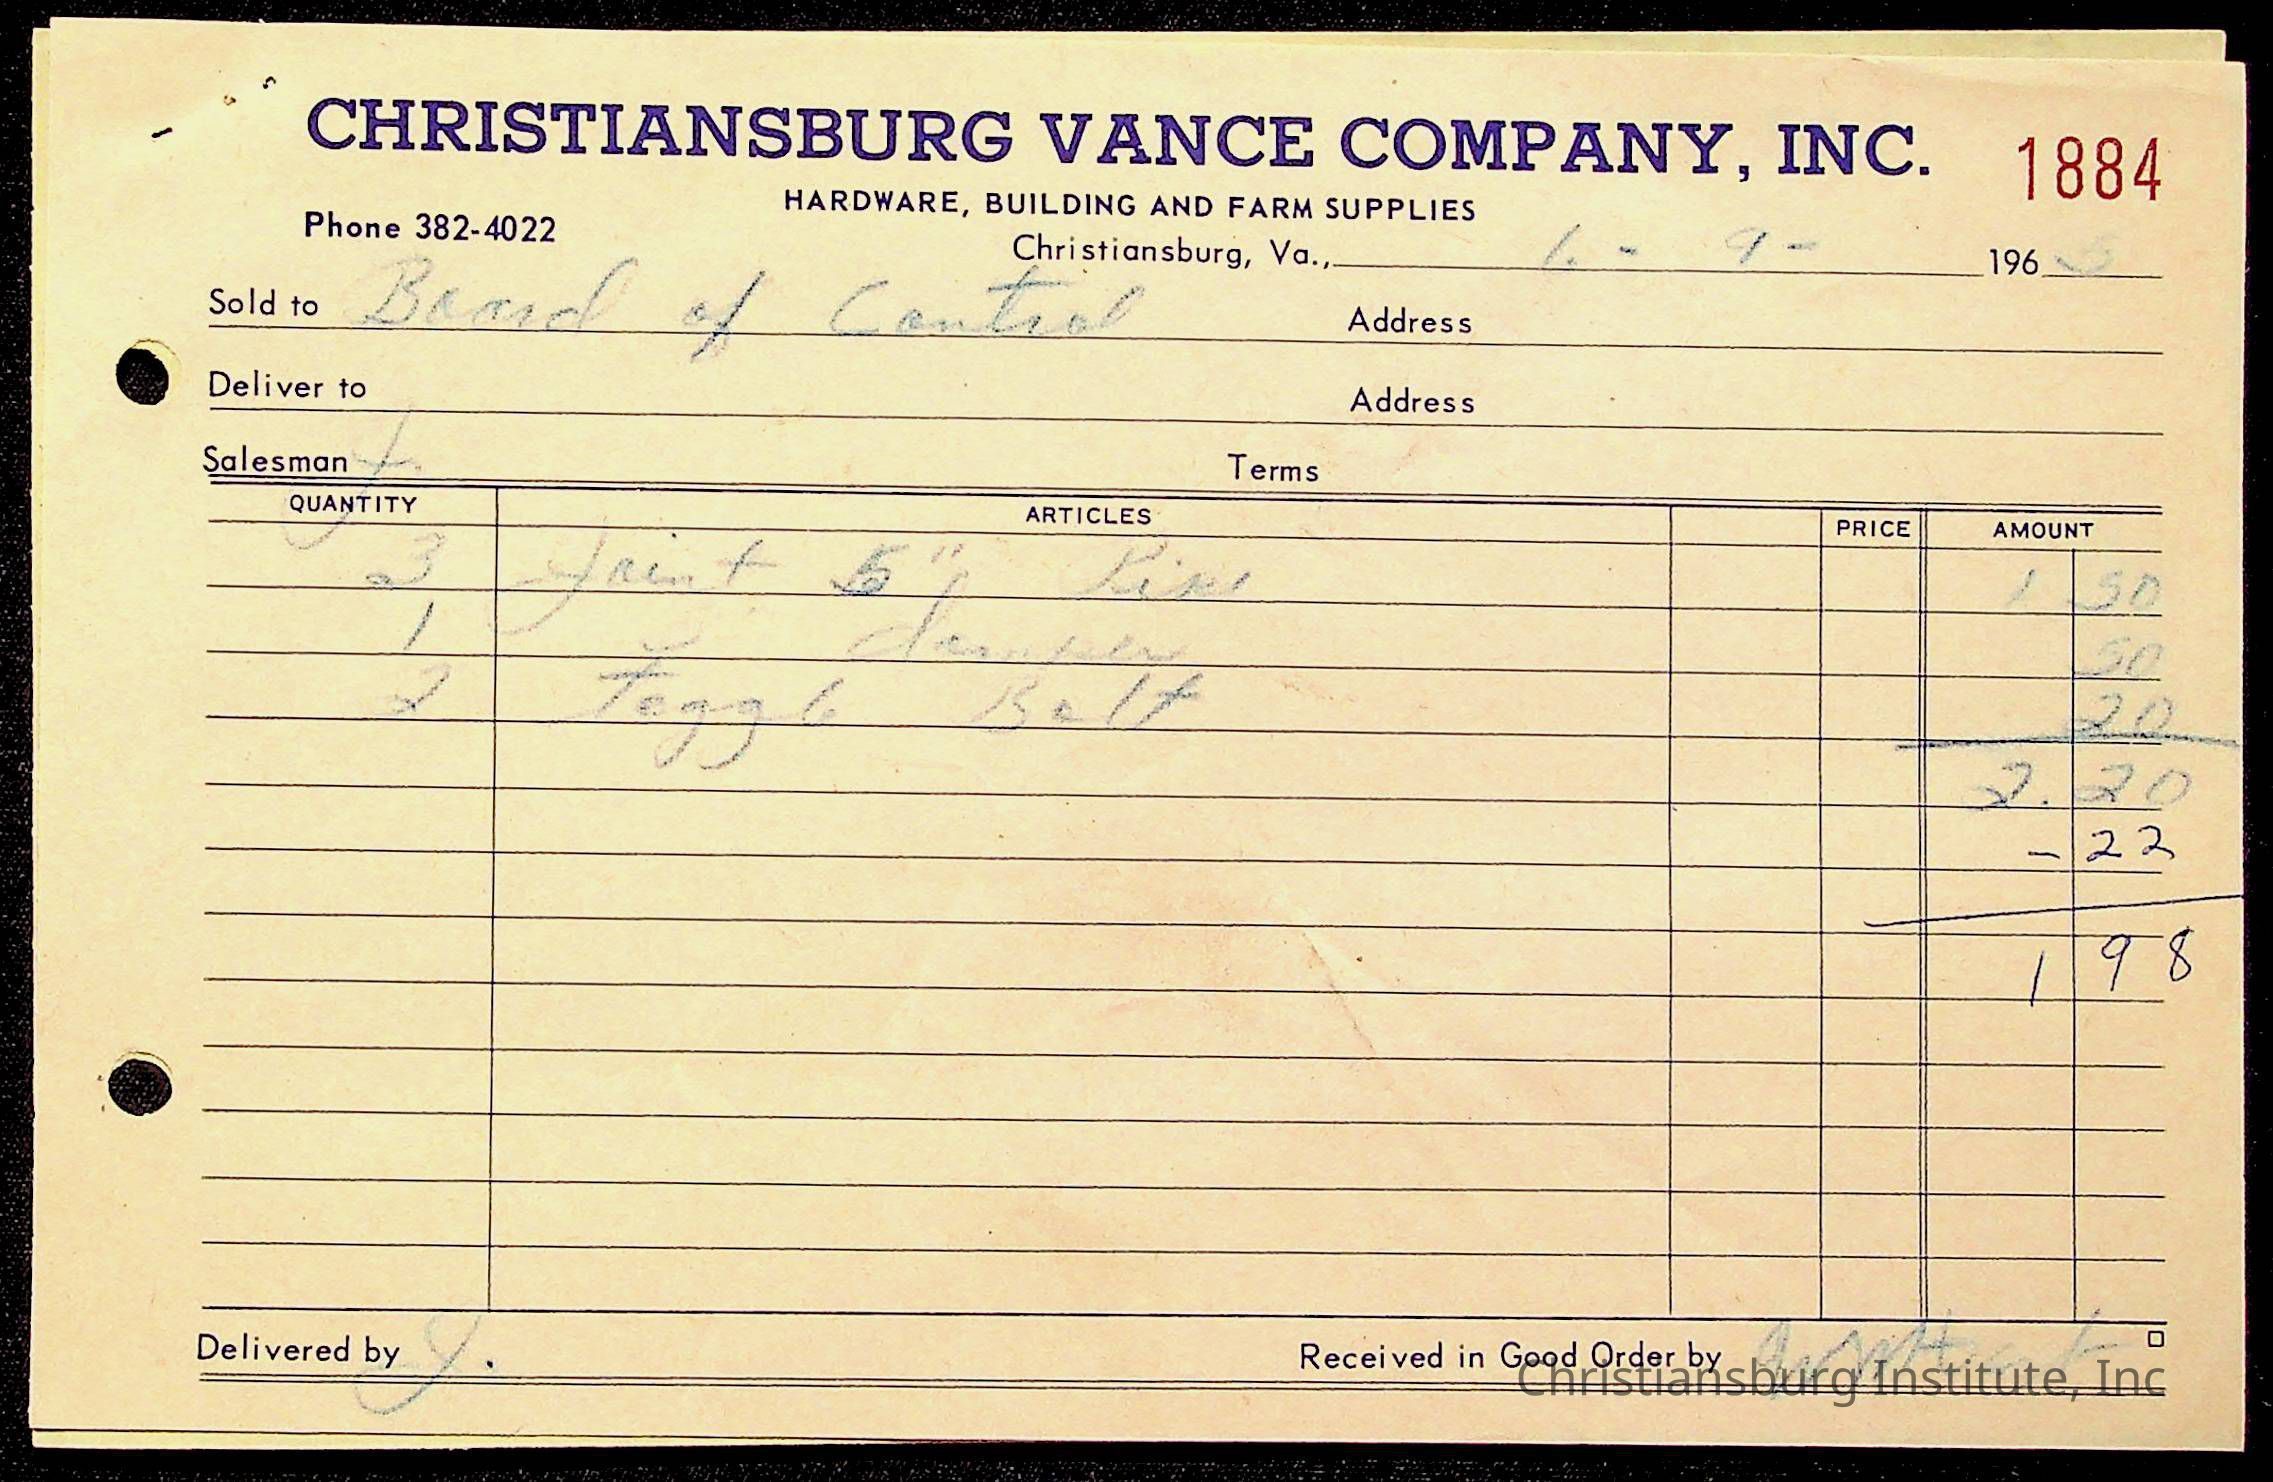 CHRISTIANSBURG VANCE COMPANY, INC. 1884
HARDWARE, BUILDING AND FARM SUPPLIES
Phone 382-4022
Christiansburg, Va., 6 - 9 - 1965
Sold to Board of Control Address
Deliver to Address
Salesman J. Terms
QUANTITY ARTICLES PRICE AMOUNT
3 Joint 5" Pipe 1 50
1 " damper 50
2 Toggle Bolt 20
2.20
- 22
1 98
Delivered by J.
Received in Good Order by
Christiansburg Institute, Inc